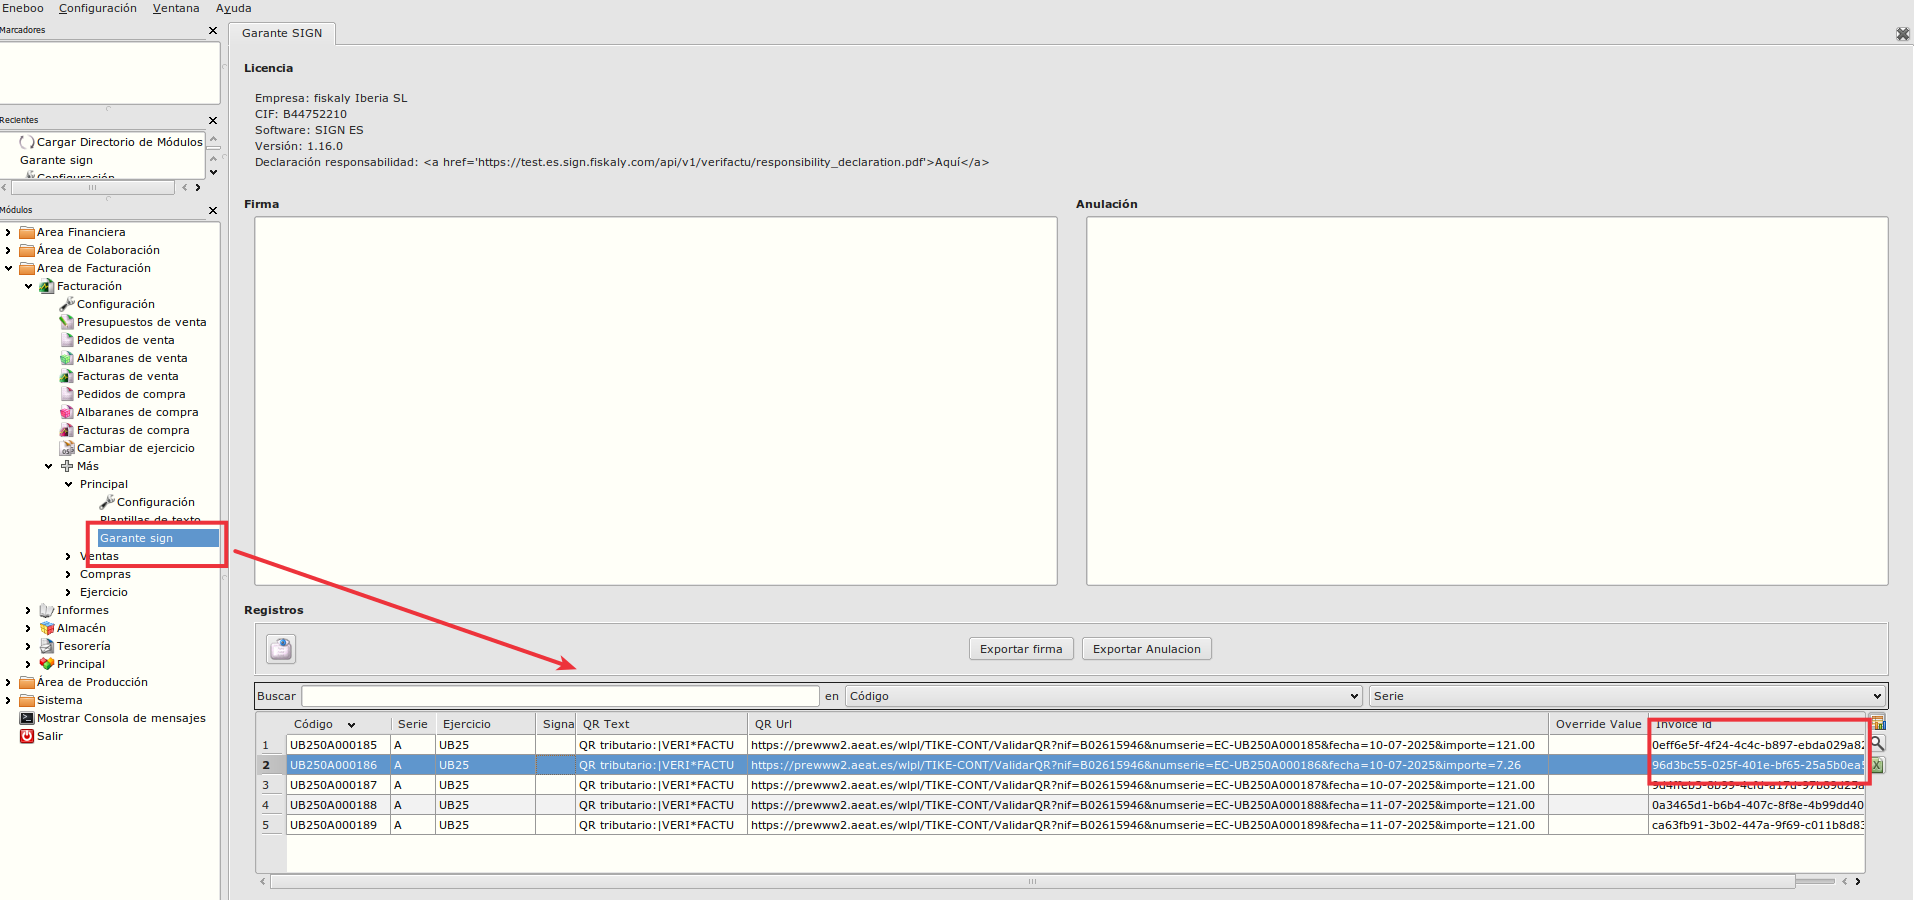 Eneboo Configuración Ventana Ayuda
Marcadores
Recientes
Cargar Directorio de Módulos
Garante sign
Configuración
Módulos
Area Financiera
Área de Colaboración
Area de Facturación
Facturación
Configuración
Presupuestos de venta
Pedidos de venta
Albaranes de venta
Facturas de venta
Pedidos de compra
Albaranes de compra
Facturas de compra
Cambiar de ejercicio
Más
Principal
Configuración
Plantillas de texto
Garante sign
Ventas
Compras
Ejercicio
Informes
Almacén
Tesorería
Principal
Área de Producción
Sistema
Mostrar Consola de mensajes
Salir
Garante SIGN
Licencia
Empresa: fiskaly Iberia SL
CIF: B44752210
Software: SIGN ES
Versión: 1.16.0
Declaración responsabilidad: <a href='https://test.es.sign.fiskaly.com/api/v1/verifactu/responsibility_declaration.pdf'>Aquí</a>
Firma Anulación
Registros
Exportar firma Exportar Anulacion
Buscar en Código Serie
Código Serie Ejercicio Signa QR Text QR Url Override Value Invoice Id
1 UB250A000185 A UB25 QR tributario:|VERI*FACTU https://prewww2.aeat.es/wlpl/TIKE-CONT/ValidarQR?nif=B02615946&numserie=EC-UB250A000185&fecha=10-07-2025&importe=121.00 0eff6e5f-4f24-4c4c-b897-ebda029a82
2 UB250A000186 A UB25 QR tributario:|VERI*FACTU https://prewww2.aeat.es/wlpl/TIKE-CONT/ValidarQR?nif=B02615946&numserie=EC-UB250A000186&fecha=10-07-2025&importe=7.26 96d3bc55-025f-401e-bf65-25a5b0ea
3 UB250A000187 A UB25 QR tributario:|VERI*FACTU https://prewww2.aeat.es/wlpl/TIKE-CONT/ValidarQR?nif=B02615946&numserie=EC-UB250A000187&fecha=10-07-2025&importe=121.00
4 UB250A000188 A UB25 QR tributario:|VERI*FACTU https://prewww2.aeat.es/wlpl/TIKE-CONT/ValidarQR?nif=B02615946&numserie=EC-UB250A000188&fecha=11-07-2025&importe=121.00 0a3465d1-b6b4-407c-8f8e-4b99dd40
5 UB250A000189 A UB25 QR tributario:|VERI*FACTU https://prewww2.aeat.es/wlpl/TIKE-CONT/ValidarQR?nif=B02615946&numserie=EC-UB250A000189&fecha=11-07-2025&importe=121.00 ca63fb91-3b02-447a-9f69-c011b8d83